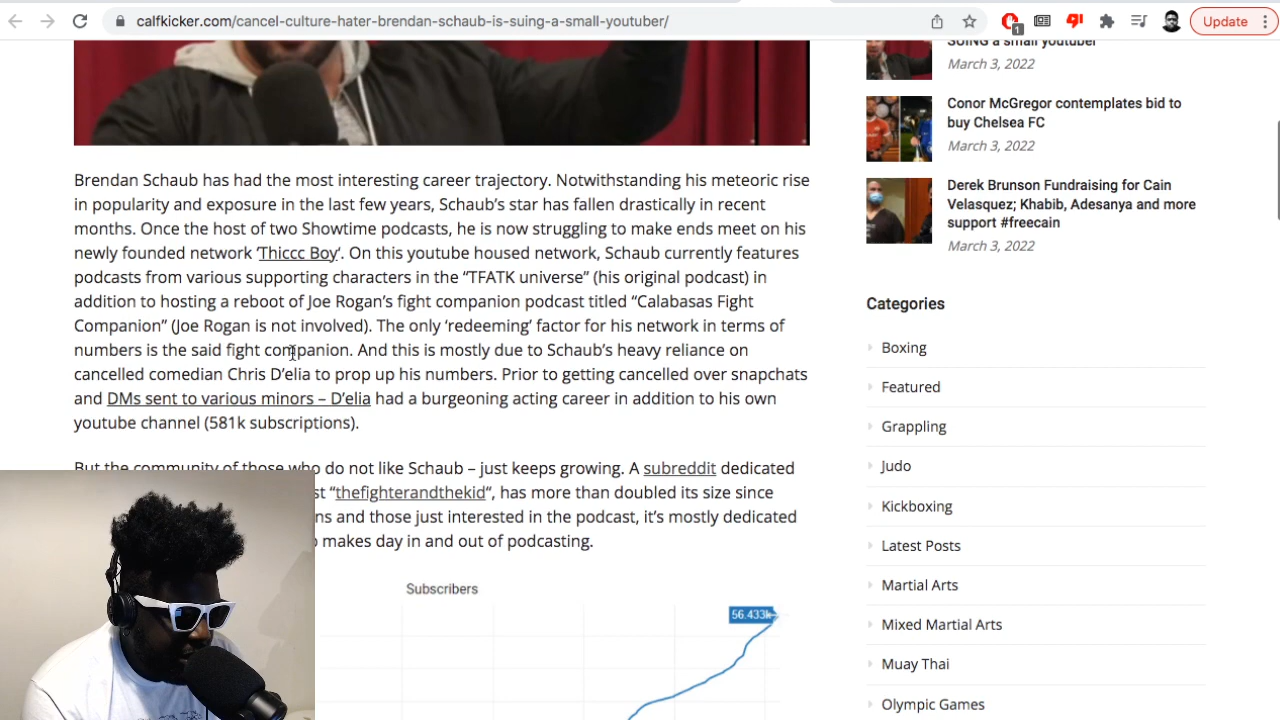 calfkicker.com/cancel-culture-hater-brendan-schaub-is-suing-a-small-youtuber/
1
Update
Brendan Schaub has had the most interesting career trajectory. Notwithstanding his meteoric rise
in popularity and exposure in the last few years, Schaub's star has fallen drastically in recent
months. Once the host of two Showtime podcasts, he is now struggling to make ends meet on his
newly founded network 'Thiccc Boy'. On this youtube housed network, Schaub currently features
podcasts from various supporting characters in the "TFATK universe" (his original podcast) in
addition to hosting a reboot of Joe Rogan's fight companion podcast titled "Calabasas Fight
Companion" (Joe Rogan is not involved). The only 'redeeming' factor for his network in terms of
numbers is the said fight companion. And this is mostly due to Schaub's heavy reliance on
cancelled comedian Chris D'elia to prop up his numbers. Prior to getting cancelled over snapchats
and DMs sent to various minors – D'elia had a burgeoning acting career in addition to his own
youtube channel (581k subscriptions).
But the community of those who do not like Schaub – just keeps growing. A subreddit dedicated
st "thefighterandthekid", has more than doubled its size since
ns and those just interested in the podcast, it's mostly dedicated
makes day in and out of podcasting.
Subscribers
56.433k
SUING a small youtuber
March 3, 2022
Conor McGregor contemplates bid to
buy Chelsea FC
March 3, 2022
Derek Brunson Fundraising for Cain
Velasquez; Khabib, Adesanya and more
support #freecain
March 3, 2022
Categories
Boxing
Featured
Grappling
Judo
Kickboxing
Latest Posts
Martial Arts
Mixed Martial Arts
Muay Thai
Olympic Games